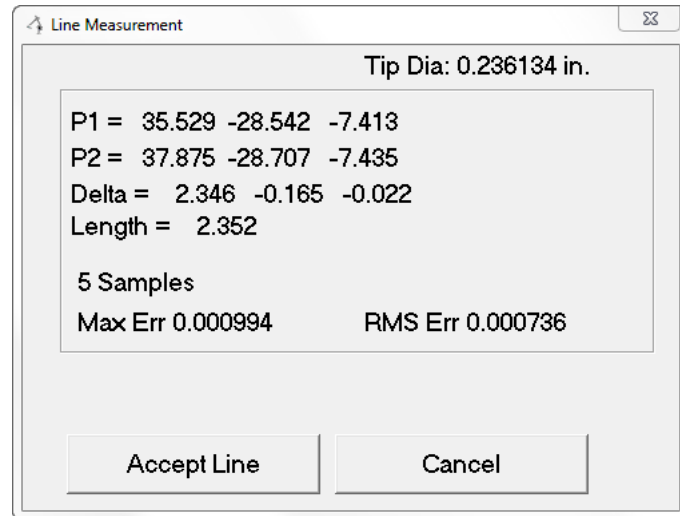 Line Measurement
Tip Dia: 0.236134 in.
P1 = 35.529 -28.542 -7.413
P2 = 37.875 -28.707 -7.435
Delta = 2.346 -0.165 -0.022
Length = 2.352
5 Samples
Max Err 0.000994 RMS Err 0.000736
Accept Line Cancel